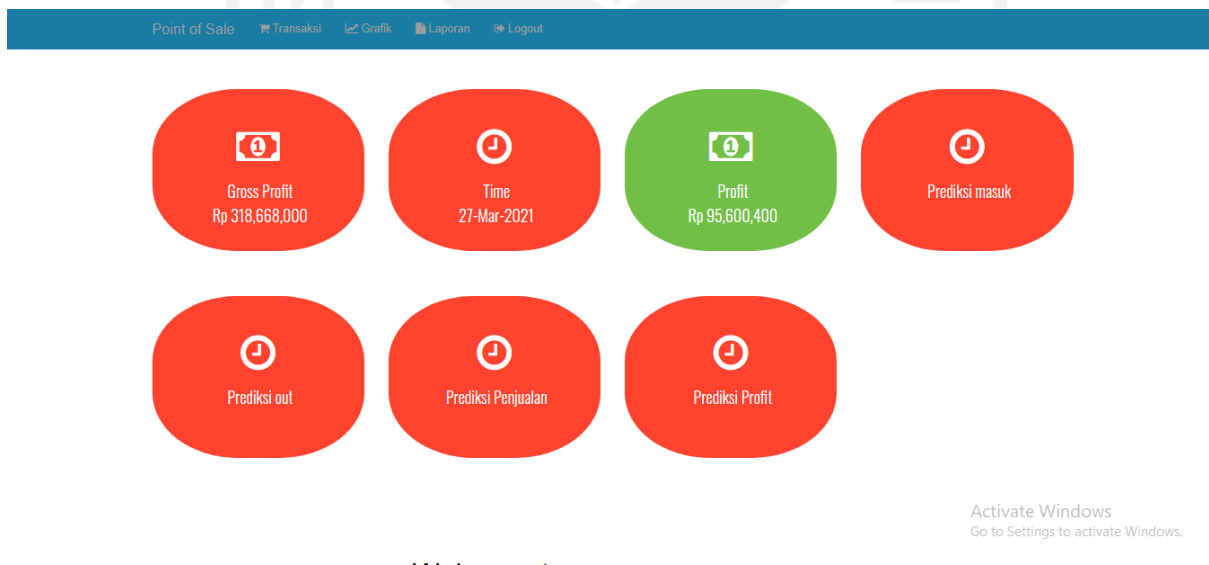 Point of Sale Transaksi Grafik Laporan Logout
Gross Profit
Rp 318,668,000
Time
27-Mar-2021
Profit
Rp 95,600,400
Prediksi masuk
Prediksi out
Prediksi Penjualan
Prediksi Profit
Activate Windows
Go to Settings to activate Windows.